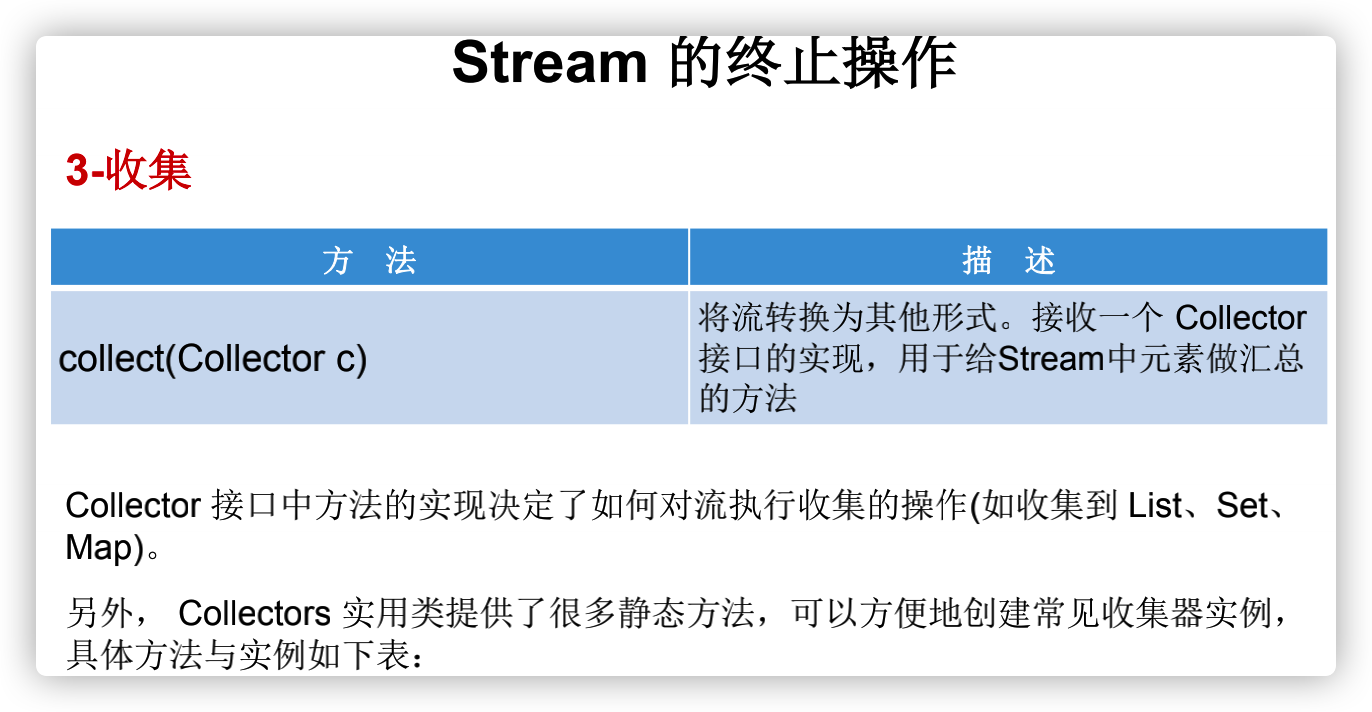 Stream 的终止操作
3-收集
方 法
描 述
collect(Collector c)
将流转换为其他形式。接收一个 Collector
接口的实现，用于给Stream中元素做汇总
的方法
Collector 接口中方法的实现决定了如何对流执行收集的操作(如收集到 List、Set、
Map)。
另外， Collectors 实用类提供了很多静态方法，可以方便地创建常见收集器实例，
具体方法与实例如下表：